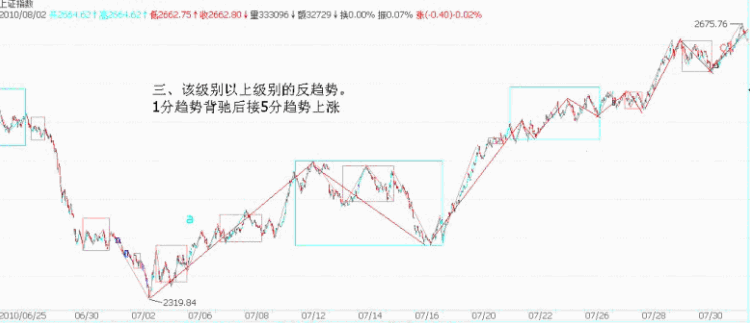 上证指数
2010/08/02 开2664.62↑高2664.62↑低2662.75↑收2662.80↓量333096↓额32729↓换0.00% 振0.07% 涨(-0.40)-0.02%
2675.76
三、该级别以上级别的反趋势。
1分趋势背驰后接5分趋势上涨
a
2319.84
2010/06/25 06/30 07/02 07/06 07/08 07/12 07/14 07/16 07/20 07/22 07/26 07/28 07/30